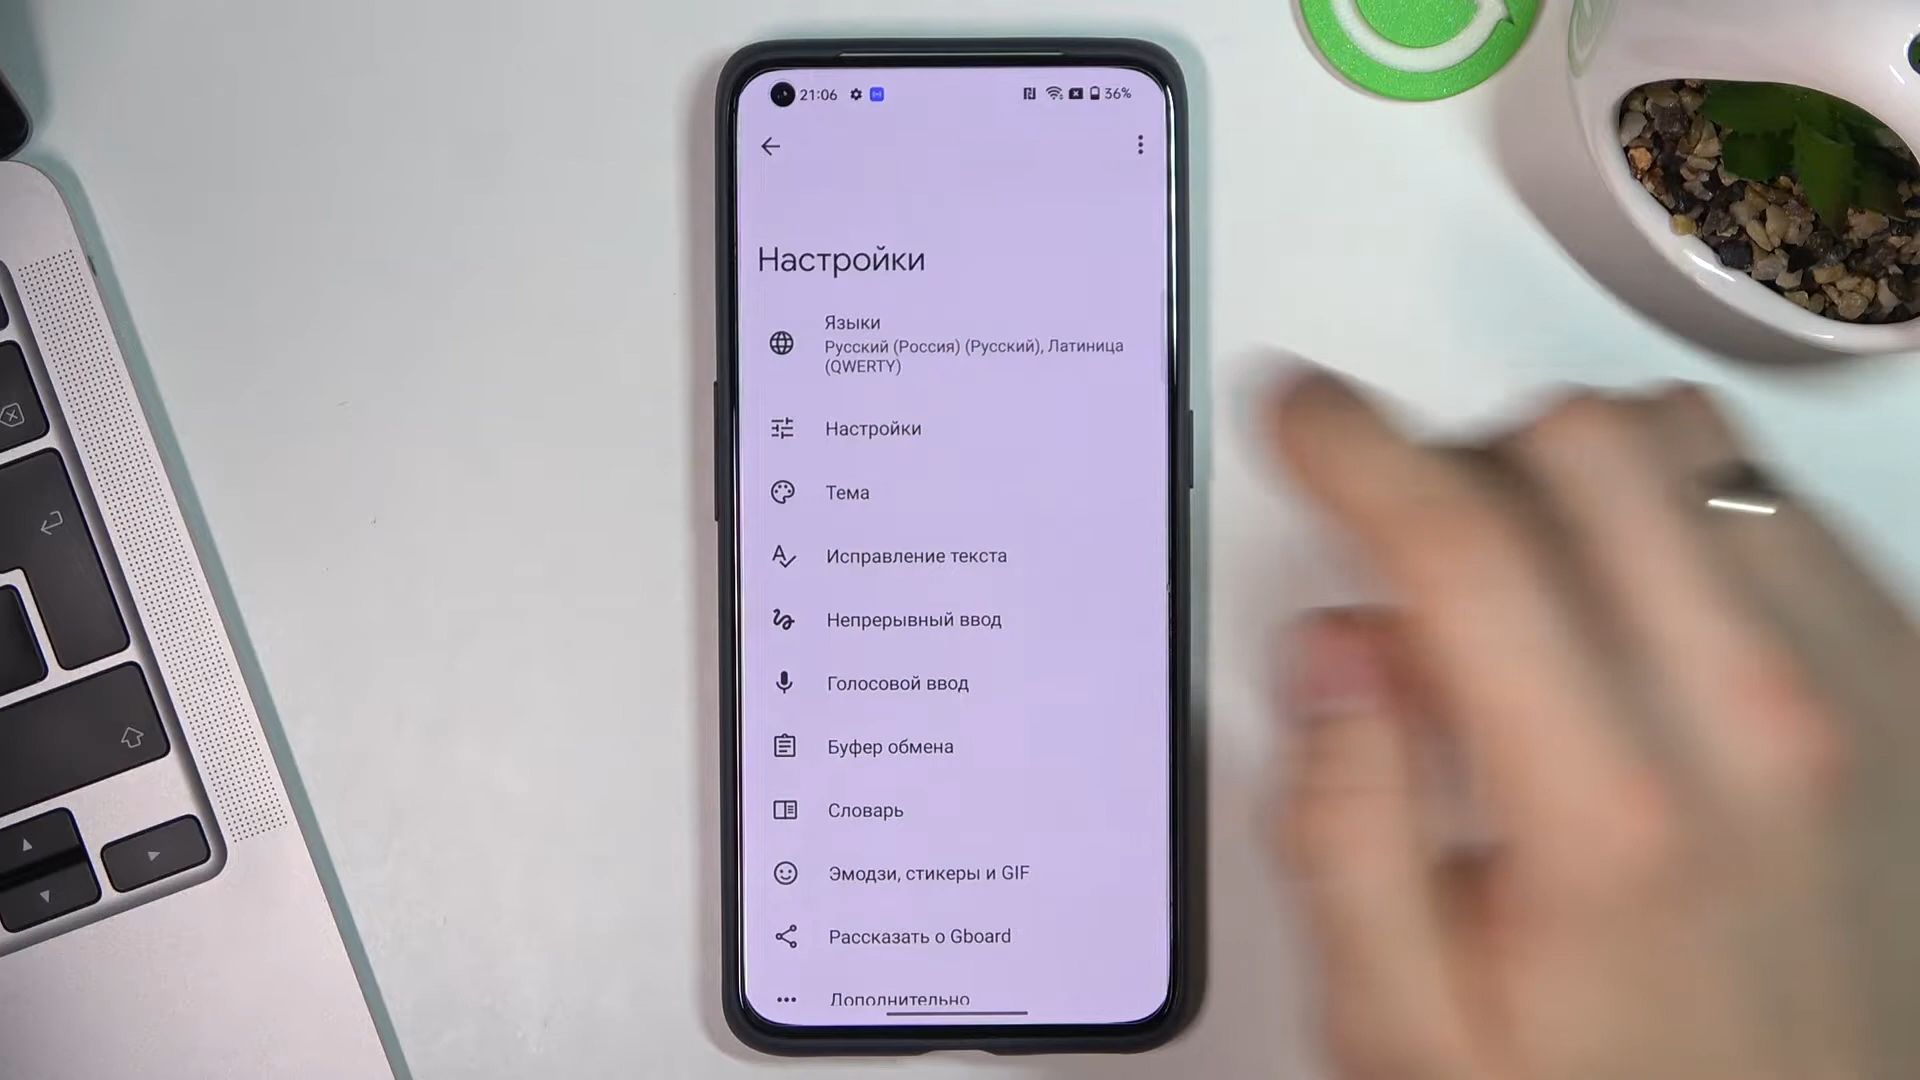 21:06
36%
Настройки
Языки
Русский (Россия) (Русский), Латиница
(QWERTY)
Настройки
Тема
Исправление текста
Непрерывный ввод
Голосовой ввод
Буфер обмена
Словарь
Эмодзи, стикеры и GIF
Рассказать о Gboard
Дополнительно